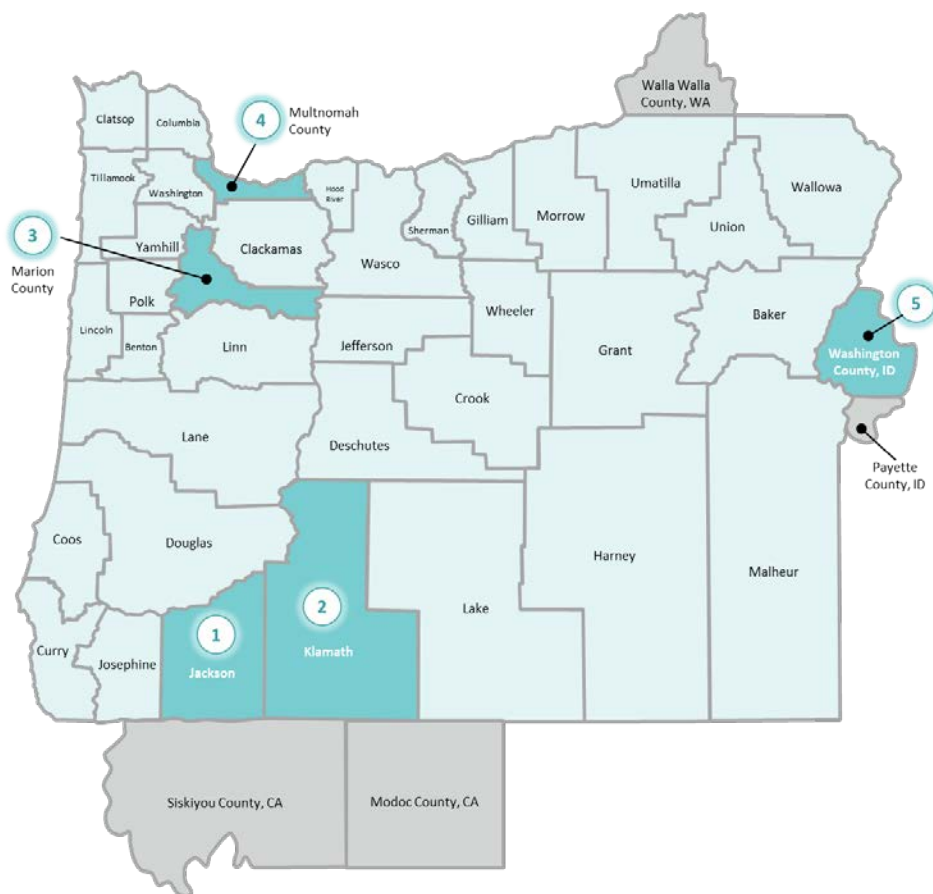 Walla Walla
County, WA
4
Multnomah
County
Clatsop
Columbia
Tillamook
Washington
Hood
River
Umatilla
Wallowa
Morrow
Gilliam
Sherman
Union
3
Marion
County
Yamhill
Clackamas
Wasco
Polk
Wheeler
Baker
5
Washington
County, ID
Lincoln
Benton
Linn
Jefferson
Grant
Crook
Lane
Deschutes
Payette
County, ID
Coos
Douglas
Harney
Malheur
2
Klamath
Lake
1
Jackson
Curry
Josephine
Siskiyou County, CA
Modoc County, CA